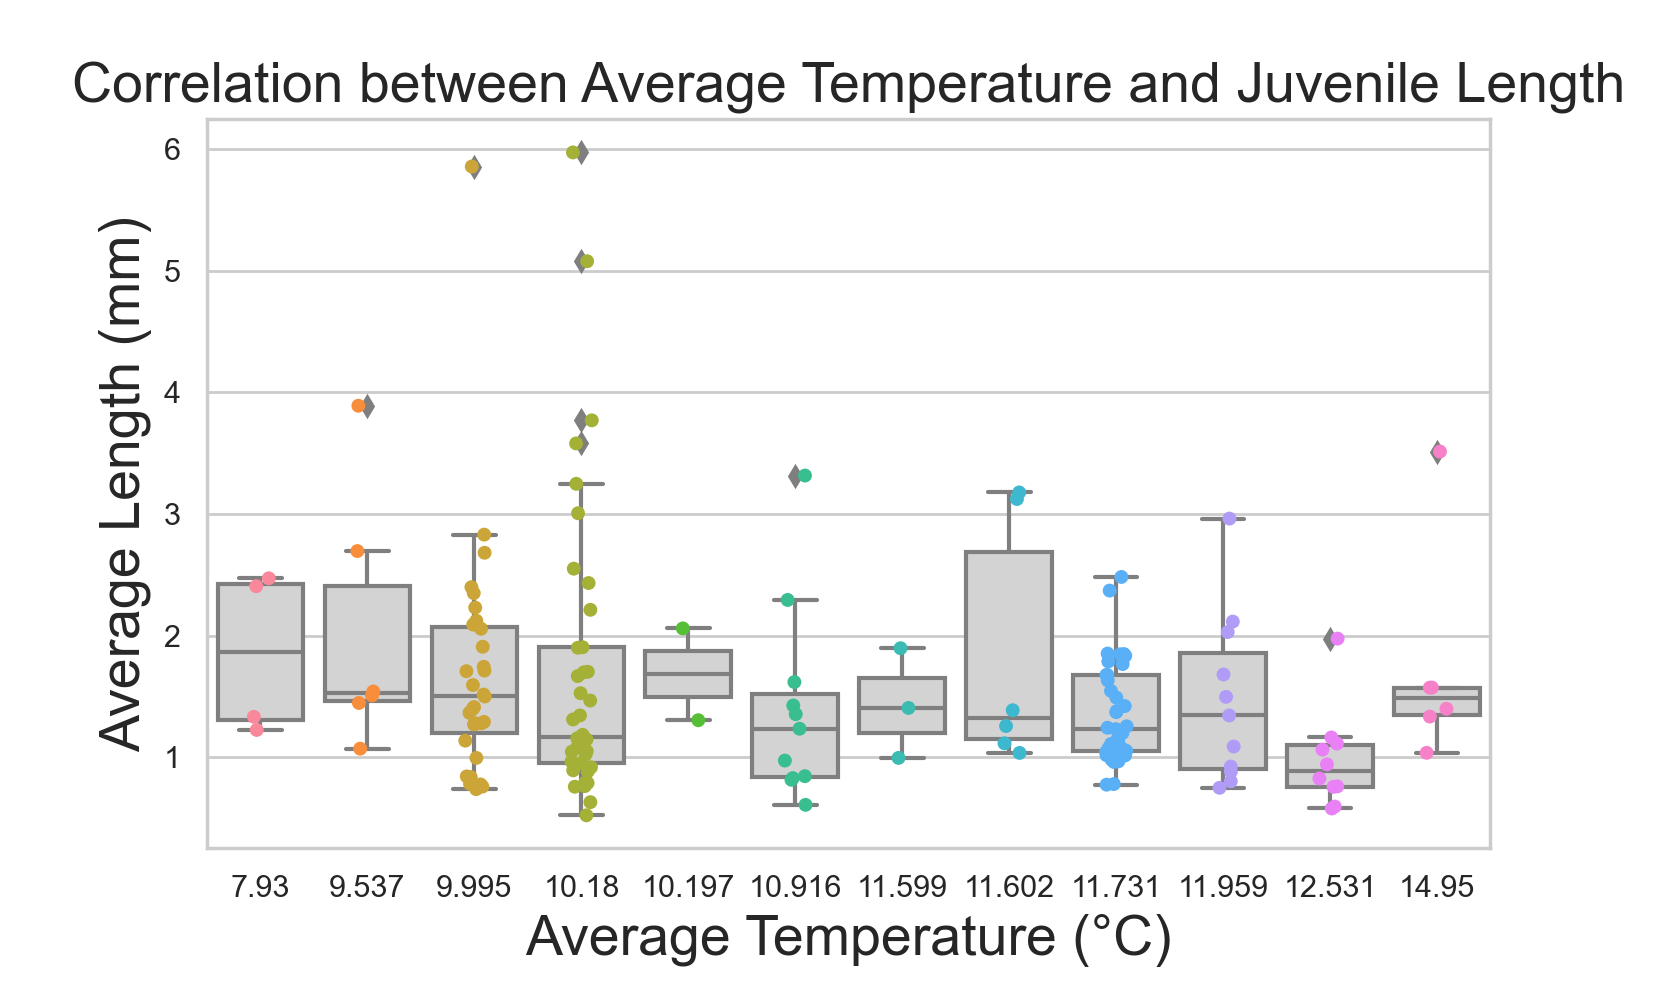 Correlation between Average Temperature and Juvenile Length
6
5
4
3
2
1
Average Length (mm)
7.93 9.537 9.995 10.18 10.197 10.916 11.599 11.602 11.731 11.959 12.531 14.95
Average Temperature (°C)